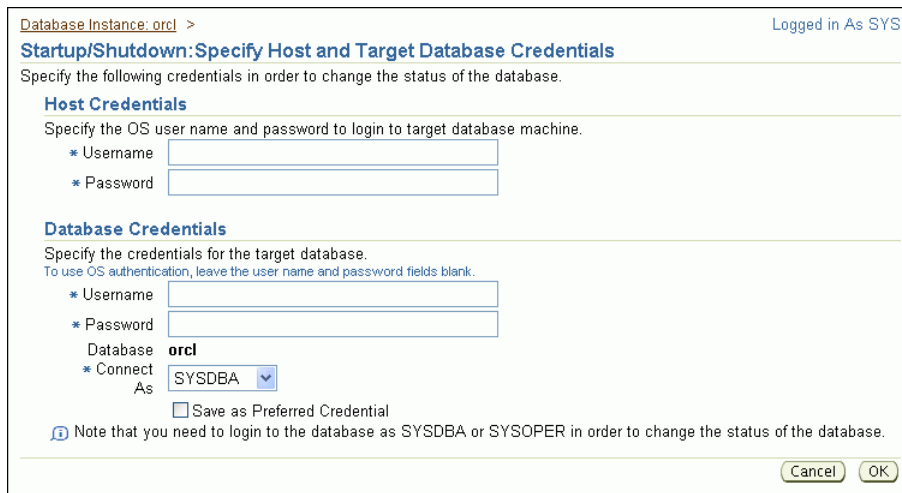 Database Instance: orcl >
Logged in As SYS
Startup/Shutdown:Specify Host and Target Database Credentials
Specify the following credentials in order to change the status of the database.
Host Credentials
Specify the OS user name and password to login to target database machine.
* Username
* Password
Database Credentials
Specify the credentials for the target database.
To use OS authentication, leave the user name and password fields blank.
* Username
* Password
Database orcl
* Connect As SYSDBA
Save as Preferred Credential
Note that you need to login to the database as SYSDBA or SYSOPER in order to change the status of the database.
Cancel OK